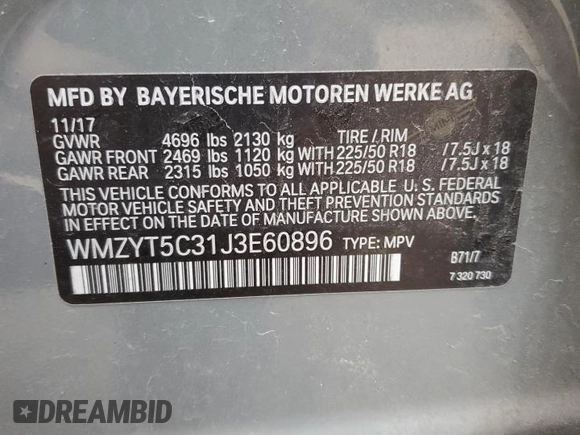 MFD BY BAYERISCHE MOTOREN WERKE AG
11/17
GVWR 4696 lbs 2130 kg TIRE / RIM
GAWR FRONT 2469 lbs 1120 kg WITH 225/50 R18 /7.5J x 18
GAWR REAR 2315 lbs 1050 kg WITH 225/50 R18 /7.5J x 18
THIS VEHICLE CONFORMS TO ALL APPLICABLE U. S. FEDERAL
MOTOR VEHICLE SAFETY AND THEFT PREVENTION STANDARDS
IN EFFECT ON THE DATE OF MANUFACTURE SHOWN ABOVE.
WMZYT5C31J3E60896 TYPE: MPV B71/7
7 320 730
DREAMBID